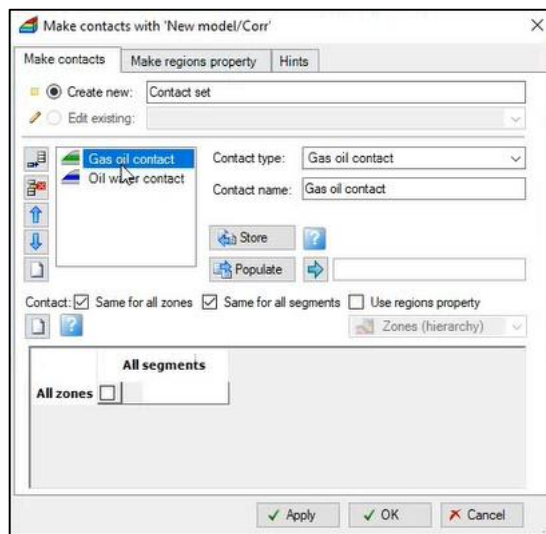 Make contacts with 'New model/Corr'
Make contacts Make regions property Hints
Create new: Contact set
Edit existing:
Gas oil contact Contact type: Gas oil contact
Oil water contact
Contact name: Gas oil contact
Store
Populate
Contact: Same for all zones Same for all segments Use regions property
Zones (hierarchy)
All segments
All zones
Apply OK Cancel